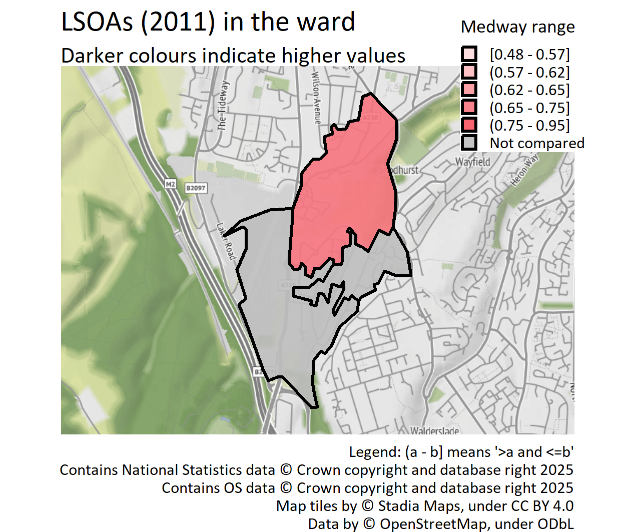 LSOAs (2011) in the ward
Darker colours indicate higher values
Medway range
[0.48 - 0.57]
(0.57 - 0.62]
(0.62 - 0.65]
(0.65 - 0.75]
(0.75 - 0.95]
Not compared
The-Tideway
Wilson-Avenue
Wayfield
Heron-Way
M2
B2097
Walderslade
Legend: (a - b] means '>a and <=b'
Contains National Statistics data © Crown copyright and database right 2025
Contains OS data © Crown copyright and database right 2025
Map tiles by © Stadia Maps, under CC BY 4.0
Data by © OpenStreetMap, under ODbL